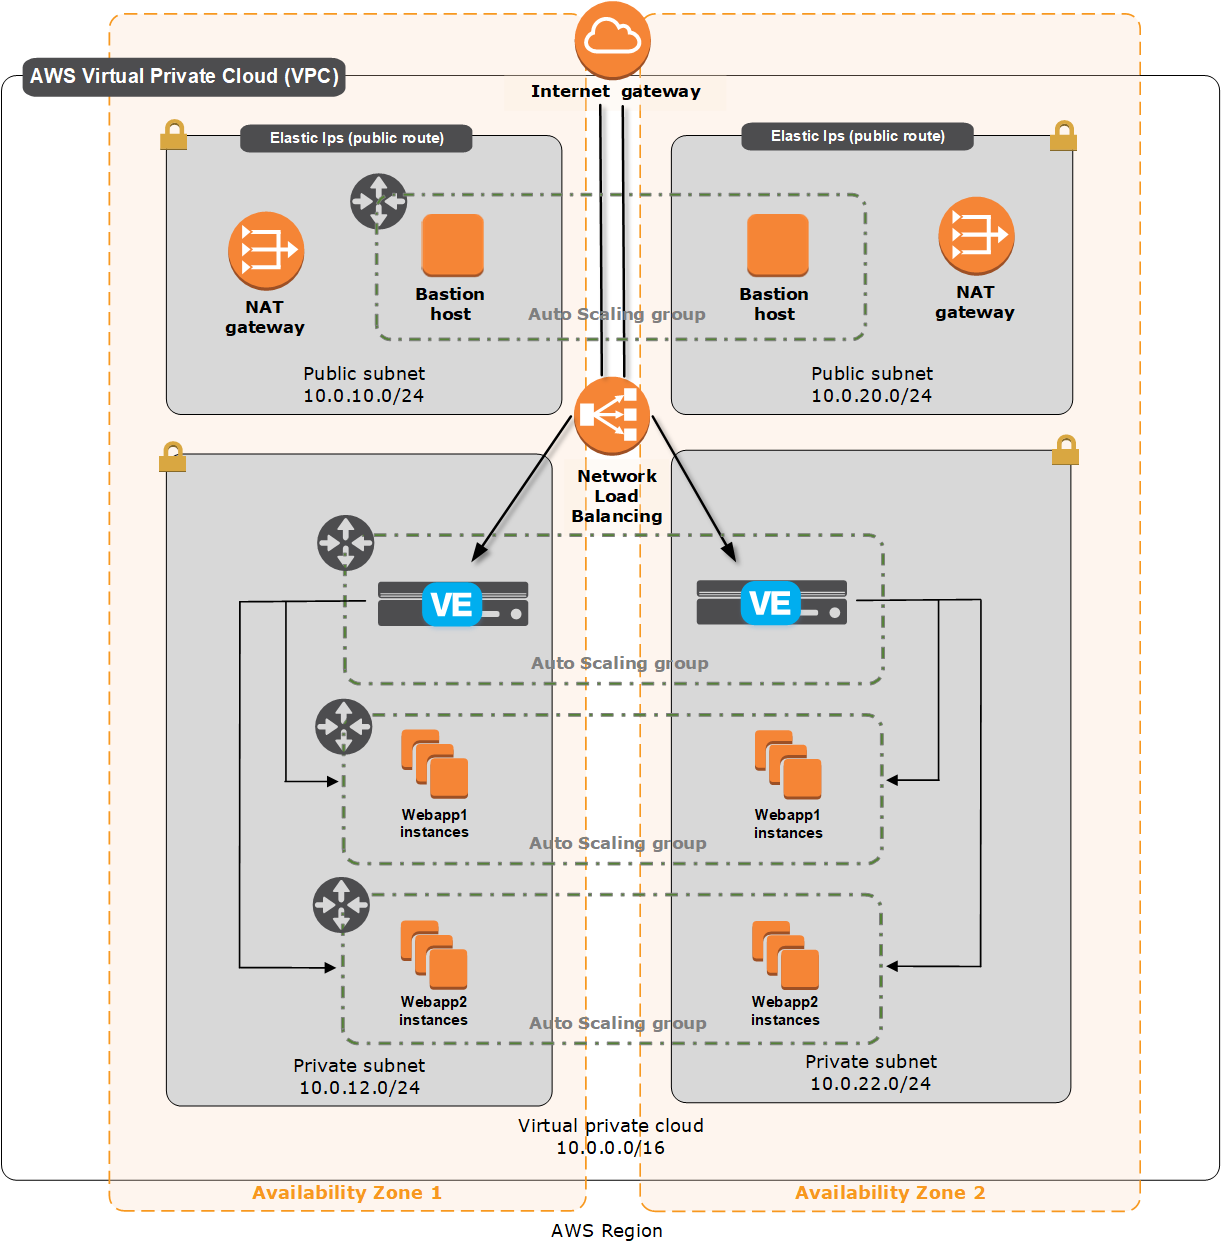 AWS Virtual Private Cloud (VPC)
Internet gateway
Elastic Ips (public route)
Elastic Ips (public route)
NAT
gateway
Bastion
host
Auto Scaling group
Bastion
host
NAT
gateway
Public subnet
10.0.10.0/24
Public subnet
10.0.20.0/24
Network
Load
Balancing
VE
VE
Auto Scaling group
Webapp1
instances
Webapp1
instances
Auto Scaling group
Webapp2
instances
Webapp2
instances
Auto Scaling group
Private subnet
10.0.12.0/24
Private subnet
10.0.22.0/24
Virtual private cloud
10.0.0.0/16
Availability Zone 1
Availability Zone 2
AWS Region